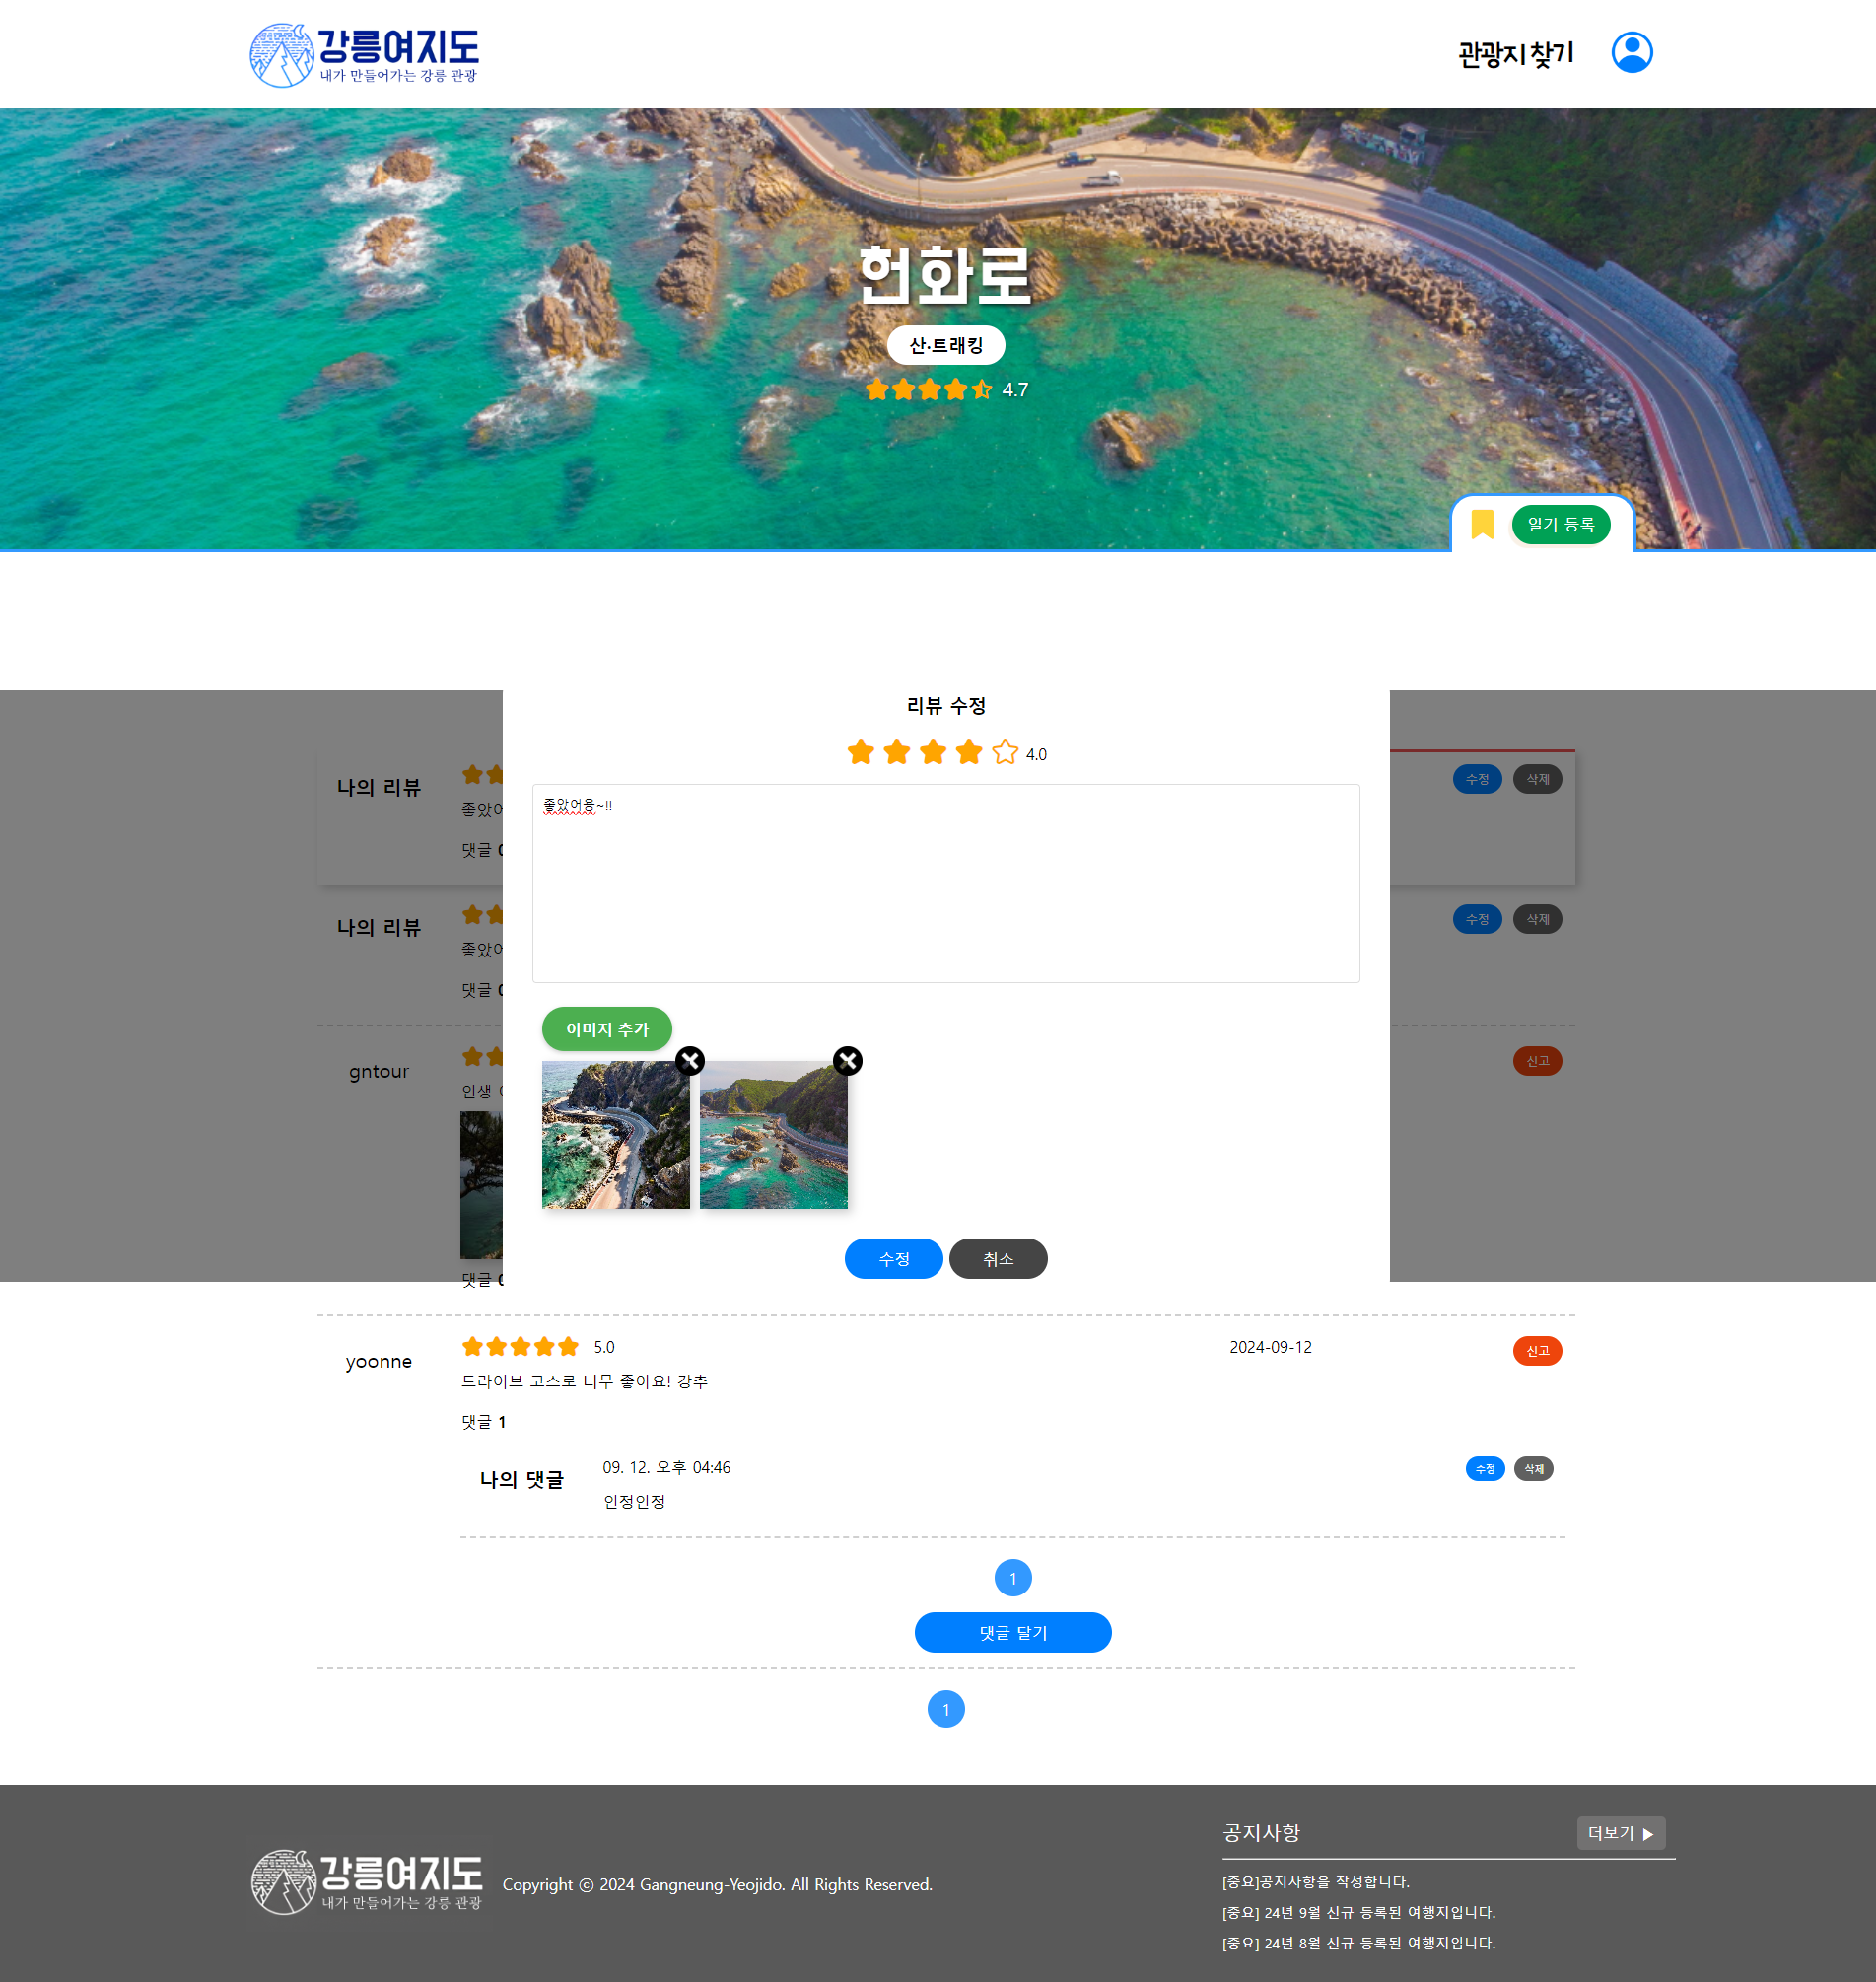 강릉여지도
내가 만들어가는 강릉 관광
관광지 찾기
헌화로
산·트래킹
4.7
일기 등록
리뷰 수정
4.0
좋았어용~!!
이미지 추가
수정 취소
나의 리뷰
좋았어
댓글 0
수정 삭제
나의 리뷰
좋았어
댓글 0
수정 삭제
gntour
인생
댓글 0
신고
yoonne
5.0
2024-09-12
신고
드라이브 코스로 너무 좋아요! 강추
댓글 1
나의 댓글
09. 12. 오후 04:46
수정 삭제
인정인정
1
댓글 달기
1
강릉여지도
내가 만들어가는 강릉 관광
Copyright ⓒ 2024 Gangneung-Yeojido. All Rights Reserved.
공지사항
더보기 ▶
[중요]공지사항을 작성합니다.
[중요] 24년 9월 신규 등록된 여행지입니다.
[중요] 24년 8월 신규 등록된 여행지입니다.